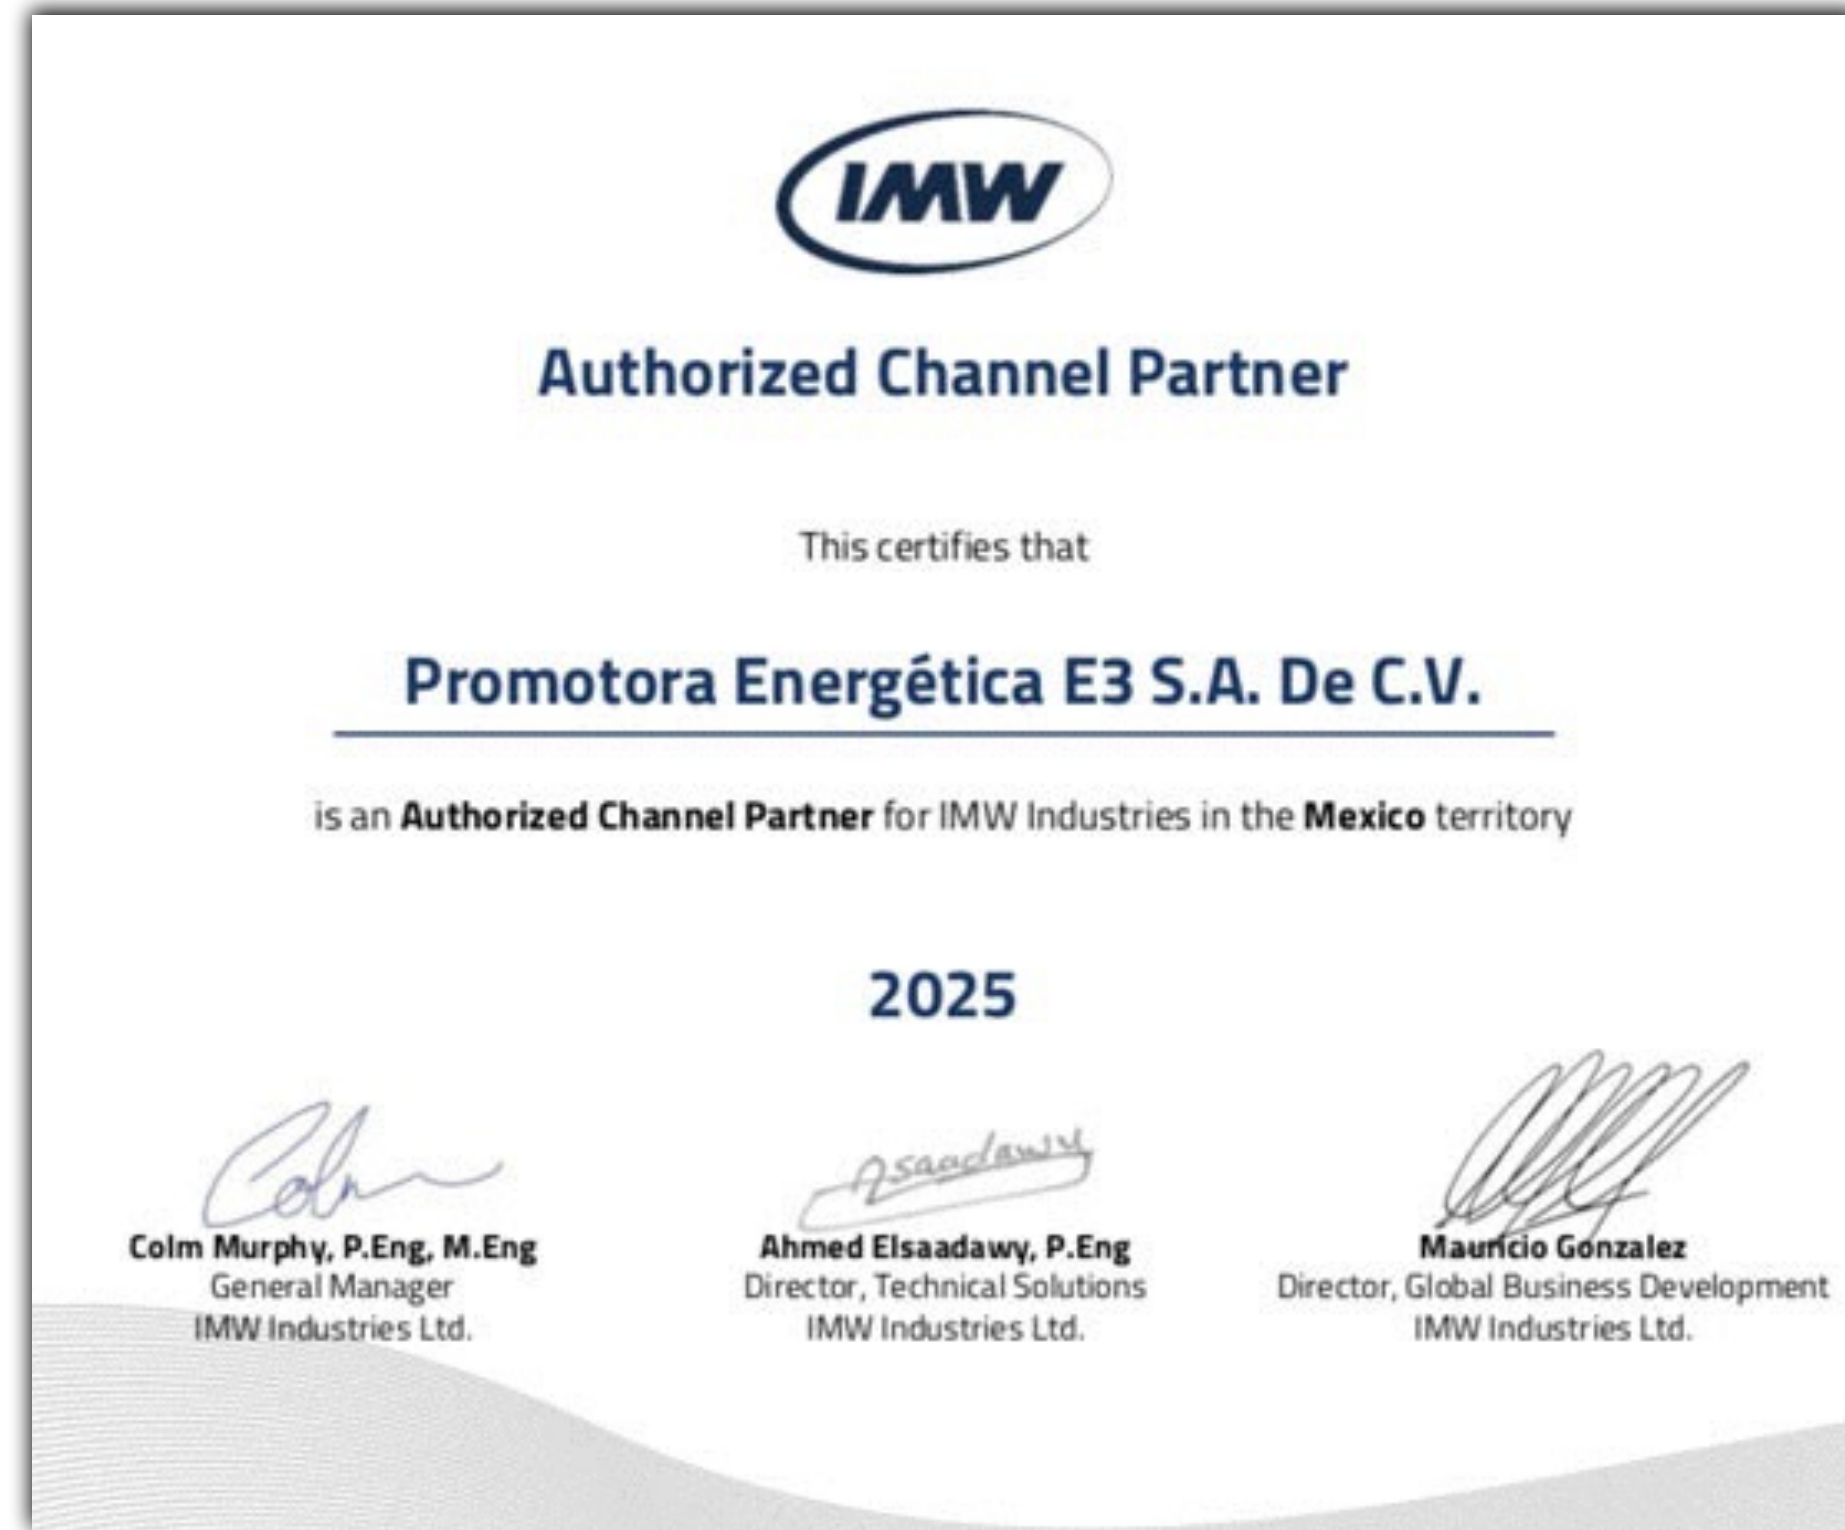 IMW
Authorized Channel Partner
This certifies that
Promotora Energética E3 S.A. De C.V.
is an Authorized Channel Partner for IMW Industries in the Mexico territory
2025
Colm
Asaadawy
Colm Murphy, P.Eng, M.Eng
General Manager
IMW Industries Ltd.
Ahmed Elsaadawy, P.Eng
Director, Technical Solutions
IMW Industries Ltd.
Mauricio Gonzalez
Director, Global Business Development
IMW Industries Ltd.